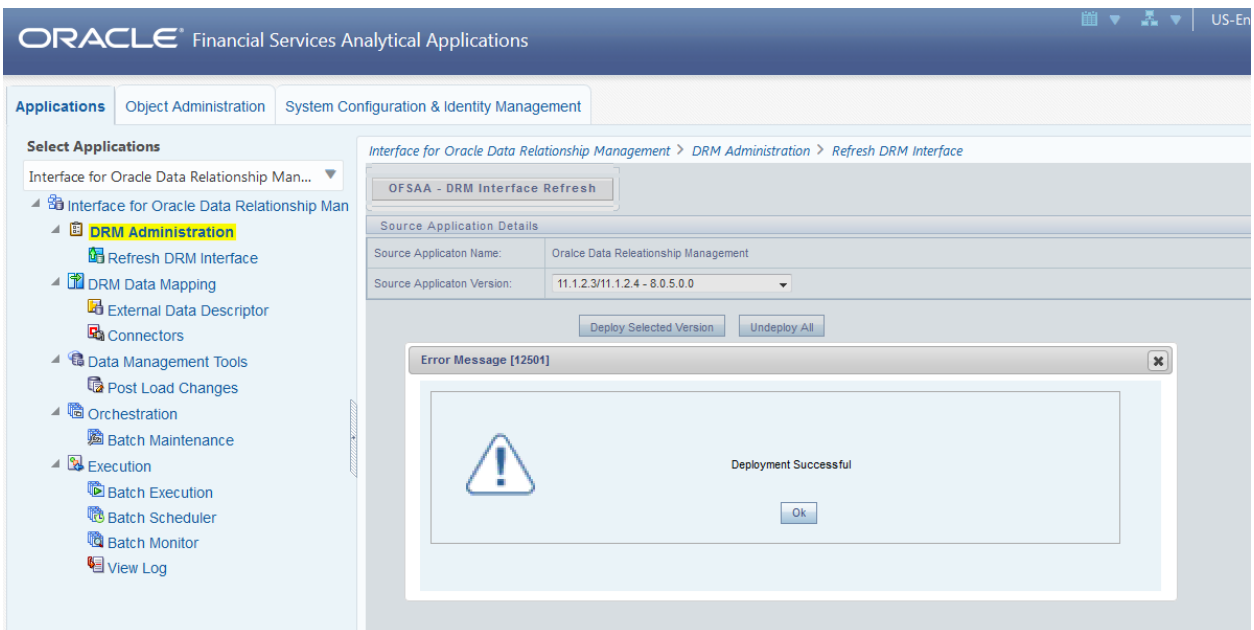 US-En
ORACLE® Financial Services Analytical Applications
Applications Object Administration System Configuration & Identity Management
Select Applications
Interface for Oracle Data Relationship Man...
Interface for Oracle Data Relationship Man
DRM Administration
Refresh DRM Interface
DRM Data Mapping
External Data Descriptor
Connectors
Data Management Tools
Post Load Changes
Orchestration
Batch Maintenance
Execution
Batch Execution
Batch Scheduler
Batch Monitor
View Log
Interface for Oracle Data Relationship Management > DRM Administration > Refresh DRM Interface
OFSAA - DRM Interface Refresh
Source Application Details
Source Applicaton Name: Oralce Data Releationship Management
Source Applicaton Version: 11.1.2.3/11.1.2.4 - 8.0.5.0.0
Deploy Selected Version Undeploy All
Error Message [12501]
Deployment Successful
Ok